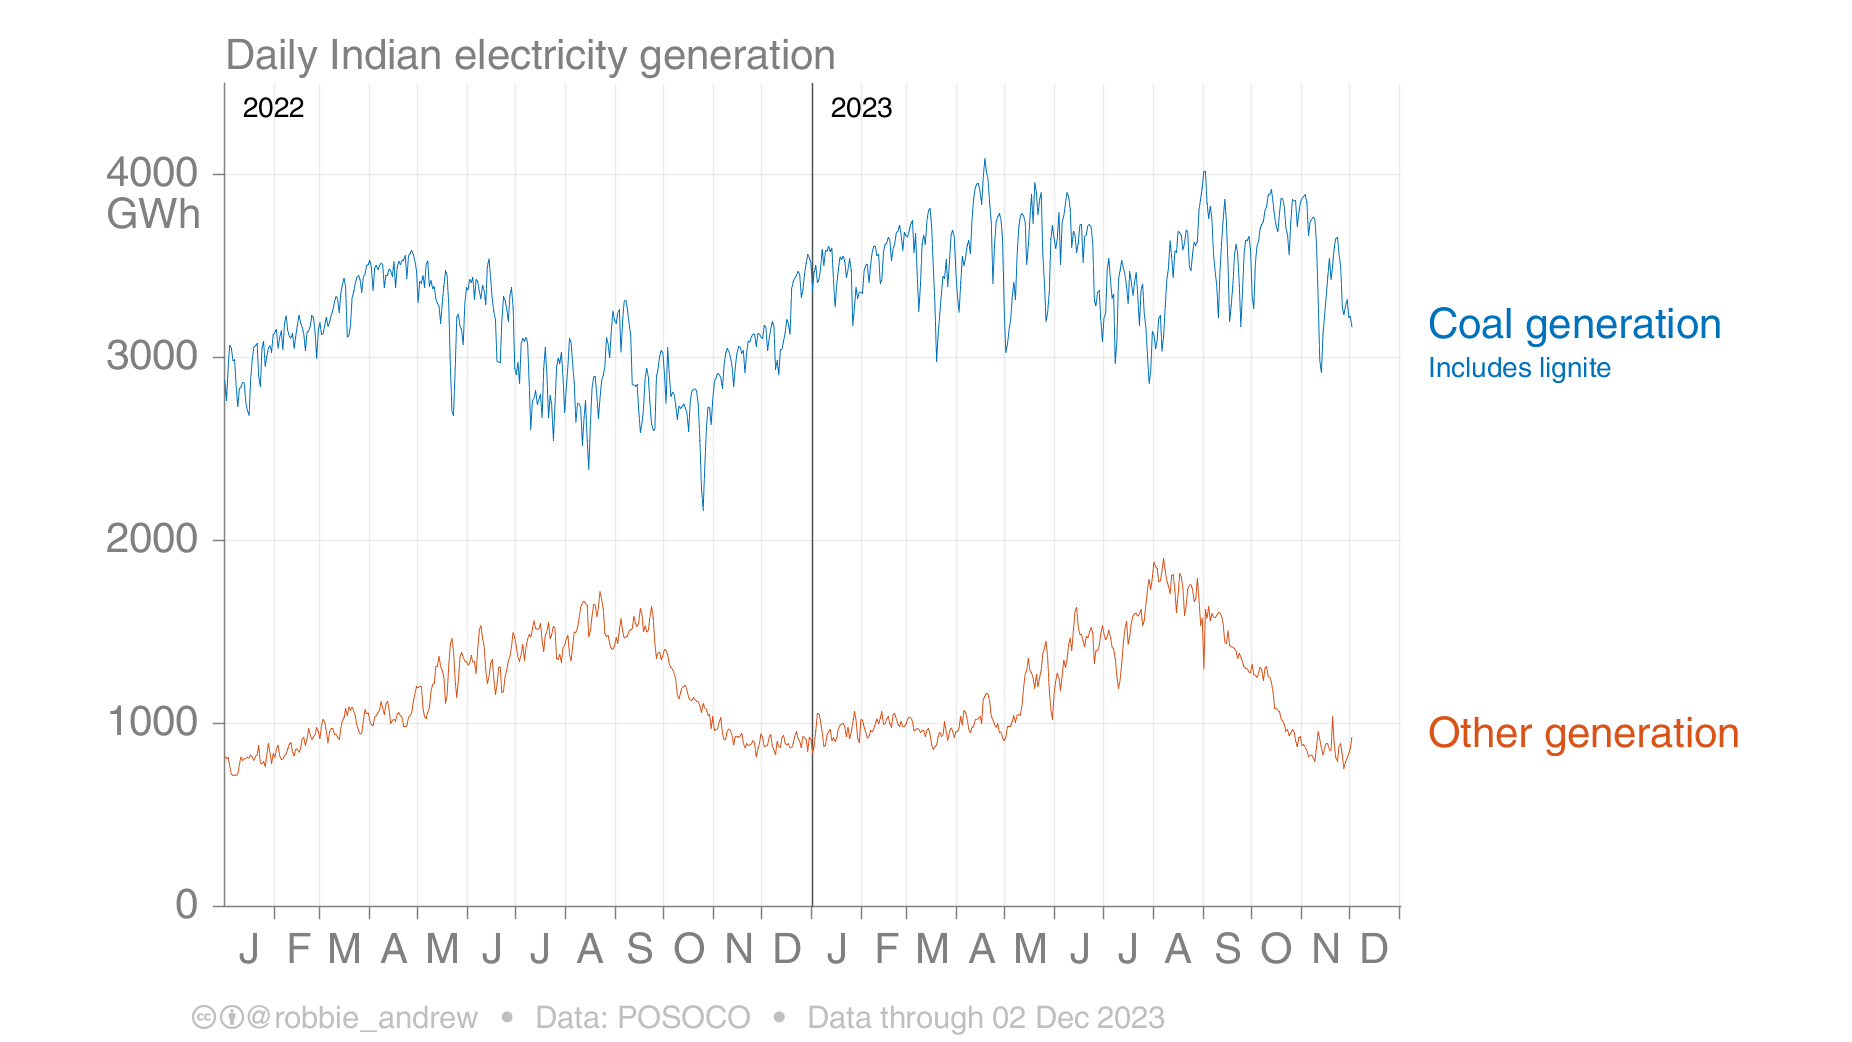 Daily Indian electricity generation
2022
2023
4000
GWh
3000
2000
1000
0
Coal generation
Includes lignite
Other generation
J F M A M J J A S O N D J F M A M J J A S O N D
cc @robbie_andrew • Data: POSOCO • Data through 02 Dec 2023